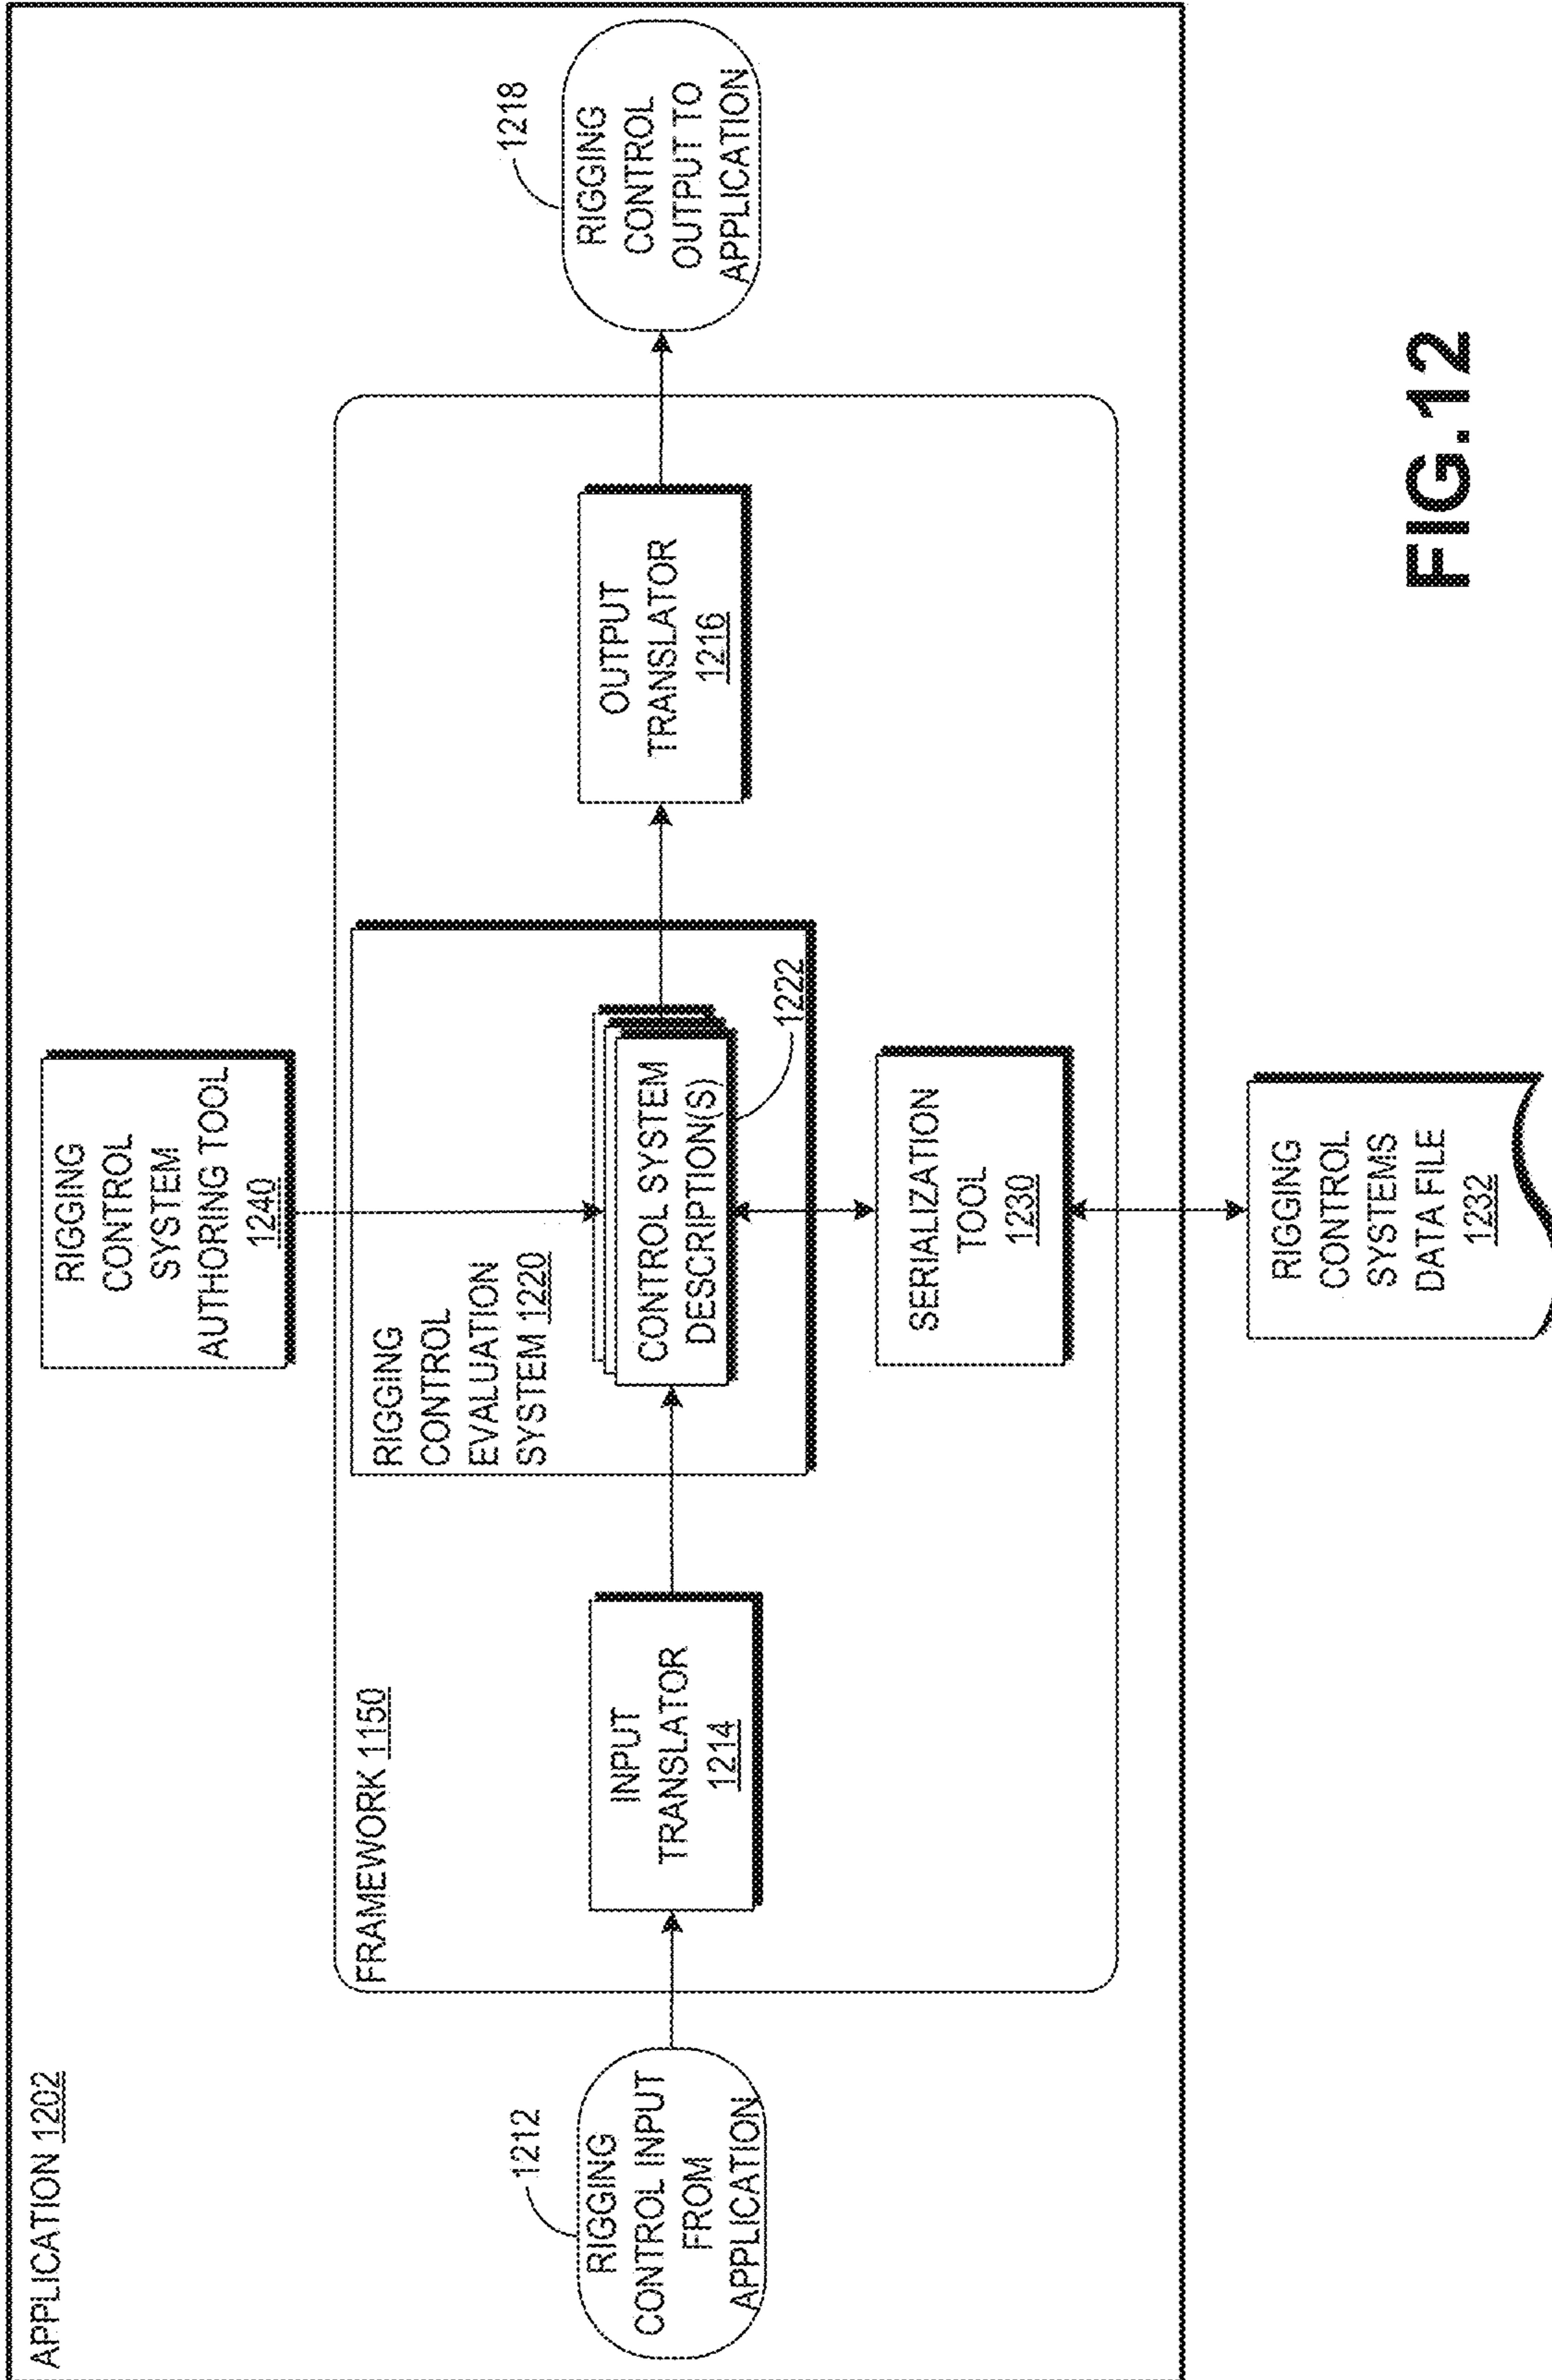 APPLICATION 1202
RIGGING
CONTROL
SYSTEM
AUTHORING TOOL
1240
FRAMEWORK 1150
RIGGING
CONTROL
EVALUATION
SYSTEM 1220
1212
RIGGING
CONTROL INPUT
FROM
APPLICATION
INPUT
TRANSLATOR
1214
CONTROL SYSTEM
DESCRIPTION(S)
1222
OUTPUT
TRANSLATOR
1216
1218
RIGGING
CONTROL
OUTPUT TO
APPLICATION
SERIALIZATION
TOOL
1230
RIGGING
CONTROL
SYSTEMS
DATA FILE
1232
FIG.12